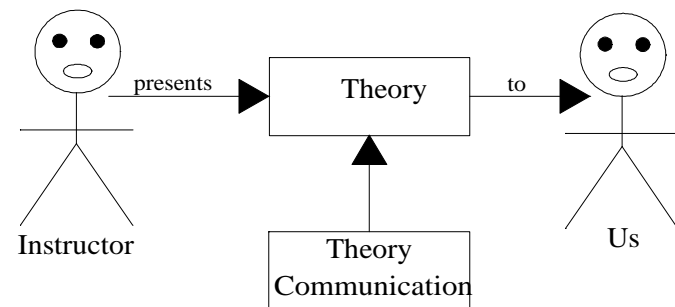 presents
Theory
to
Instructor
Theory
Communication
Us